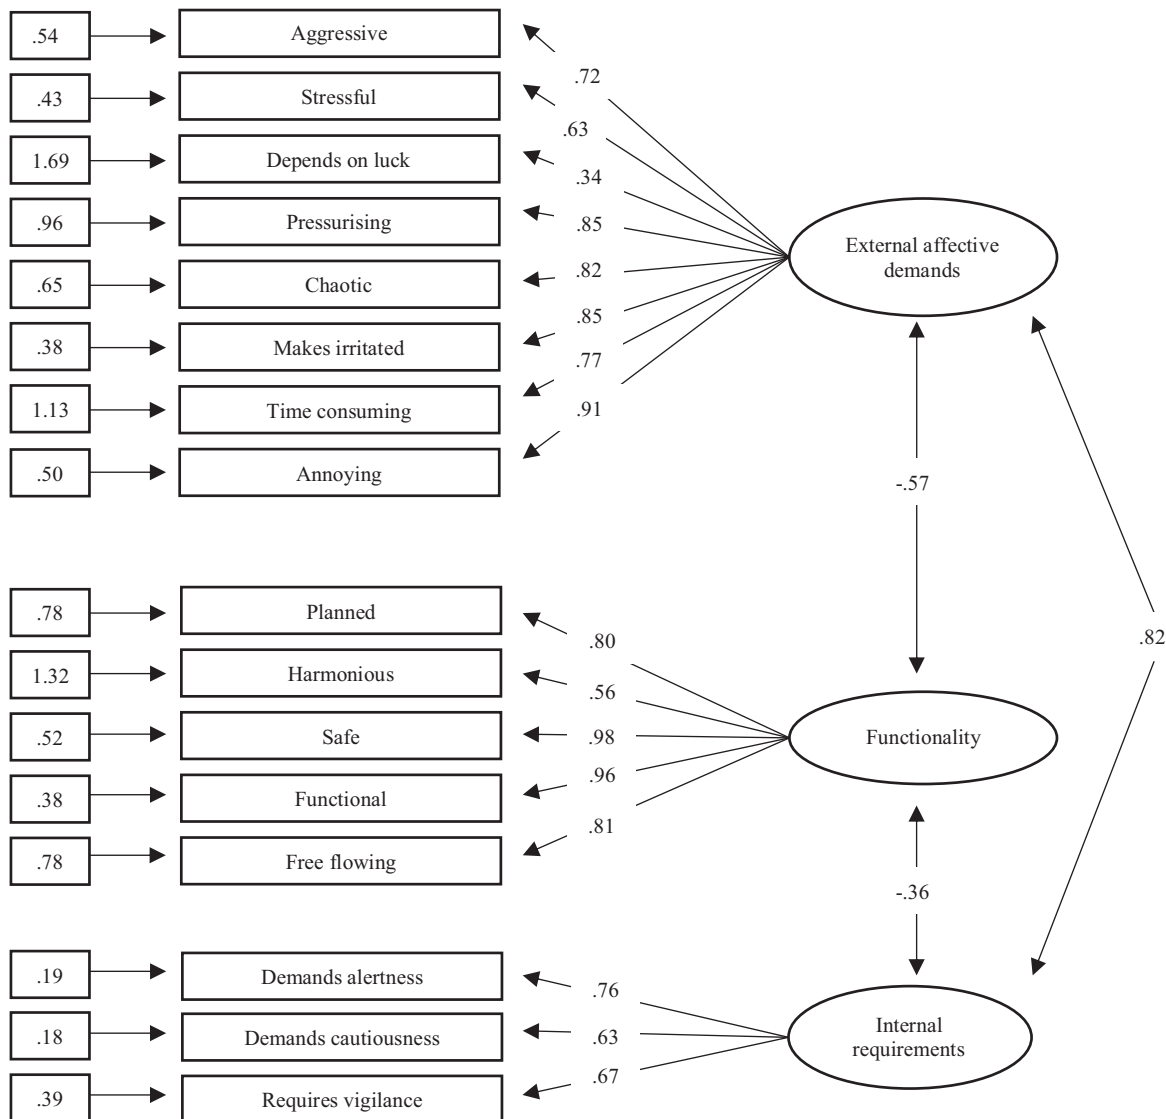 .54
Aggressive
.72
.43
Stressful
.63
1.69
Depends on luck
.34
.96
Pressurising
.85
.65
Chaotic
.82
.38
Makes irritated
.85
1.13
Time consuming
.77
.50
Annoying
.91
External affective
demands
-.57
.82
.78
Planned
.80
1.32
Harmonious
.56
.52
Safe
.98
.38
Functional
.96
.78
Free flowing
.81
Functionality
-.36
.19
Demands alertness
.76
.18
Demands cautiousness
.63
.39
Requires vigilance
.67
Internal
requirements